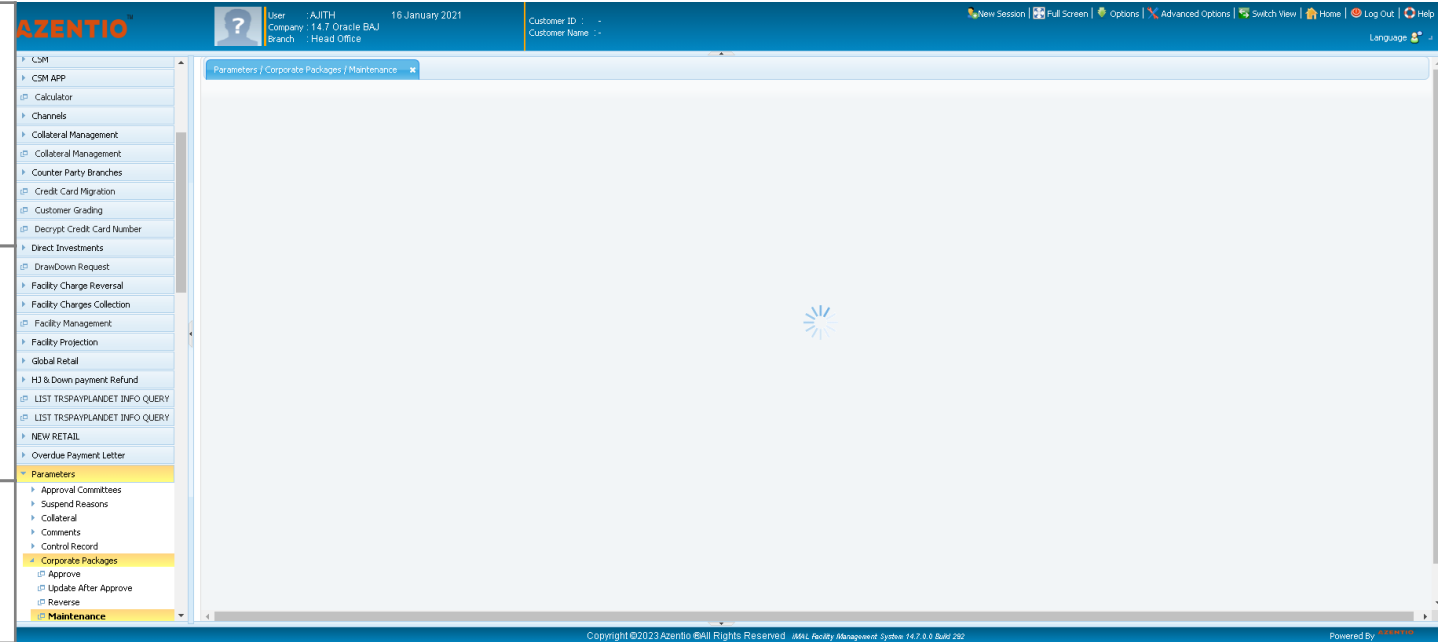 AZENTIO
User : AJITH 16 January 2021
Company : 14.7 Oracle BAJ
Branch : Head Office
Customer ID : -
Customer Name : -
New Session | Full Screen | Options | Advanced Options | Switch View | Home | Log Out | Help
Language
CSM
CSM APP
Calculator
Channels
Collateral Management
Collateral Management
Counter Party Branches
Credit Card Migration
Customer Grading
Decrypt Credit Card Number
Direct Investments
DrawDown Request
Facility Charge Reversal
Facility Charges Collection
Facility Management
Facility Projection
Global Retail
HJ & Down payment Refund
LIST TRSPAYPLANDET INFO QUERY
LIST TRSPAYPLANDET INFO QUERY
NEW RETAIL
Overdue Payment Letter
Parameters
Approval Committees
Suspend Reasons
Collateral
Comments
Control Record
Corporate Packages
Approve
Update After Approve
Reverse
Maintenance
Parameters / Corporate Packages / Maintenance
Copyright ©2023 Azentio ®All Rights Reserved iMAL Facility Management System 14.7.0.0 Build 292
Powered By AZENTIO